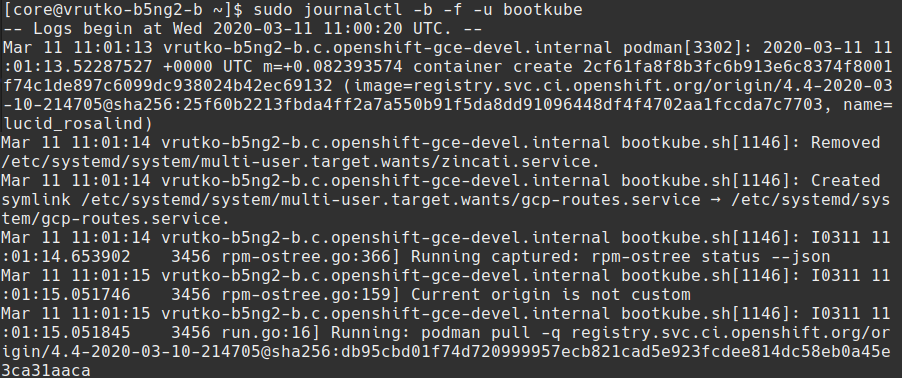 [core@vrutko-b5ng2-b ~]$ sudo journalctl -b -f -u bootkube
-- Logs begin at Wed 2020-03-11 11:00:20 UTC. --
Mar 11 11:01:13 vrutko-b5ng2-b.c.openshift-gce-devel.internal podman[3302]: 2020-03-11 11
:01:13.52287527 +0000 UTC m=+0.082393574 container create 2cf61fa8f8b3fc6b913e6c8374f8001
f74c1de897c6099dc938024b42ec69132 (image=registry.svc.ci.openshift.org/origin/4.4-2020-03
-10-214705@sha256:25f60b2213fbda4ff2a7a550b91f5da8dd91096448df4f4702aa1fccda7c7703, name=
lucid_rosalind)
Mar 11 11:01:14 vrutko-b5ng2-b.c.openshift-gce-devel.internal bootkube.sh[1146]: Removed
/etc/systemd/system/multi-user.target.wants/zincati.service.
Mar 11 11:01:14 vrutko-b5ng2-b.c.openshift-gce-devel.internal bootkube.sh[1146]: Created
symlink /etc/systemd/system/multi-user.target.wants/gcp-routes.service → /etc/systemd/sys
tem/gcp-routes.service.
Mar 11 11:01:14 vrutko-b5ng2-b.c.openshift-gce-devel.internal bootkube.sh[1146]: I0311 11
:01:14.653902    3456 rpm-ostree.go:366] Running captured: rpm-ostree status --json
Mar 11 11:01:15 vrutko-b5ng2-b.c.openshift-gce-devel.internal bootkube.sh[1146]: I0311 11
:01:15.051746    3456 rpm-ostree.go:159] Current origin is not custom
Mar 11 11:01:15 vrutko-b5ng2-b.c.openshift-gce-devel.internal bootkube.sh[1146]: I0311 11
:01:15.051845    3456 run.go:16] Running: podman pull -q registry.svc.ci.openshift.org/or
igin/4.4-2020-03-10-214705@sha256:db95cbd01f74d720999957ecb821cad5e923fcdee814dc58eb0a45e
3ca31aaca